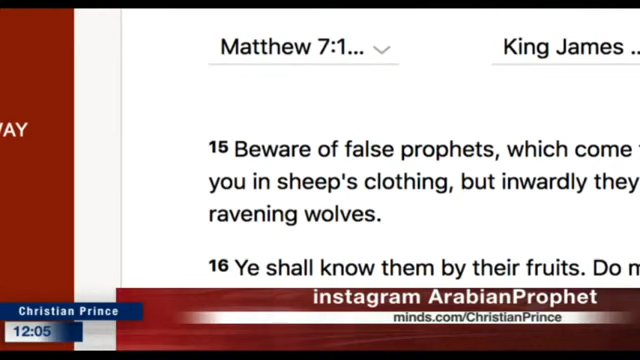 Matthew 7:1...
King James ..
WAY
15 Beware of false prophets, which come
you in sheep's clothing, but inwardly they
ravening wolves.
16 Ye shall know them by their fruits. Do
instagram ArabianProphet
Christian Prince
minds.com/ChristianPrince
12:05